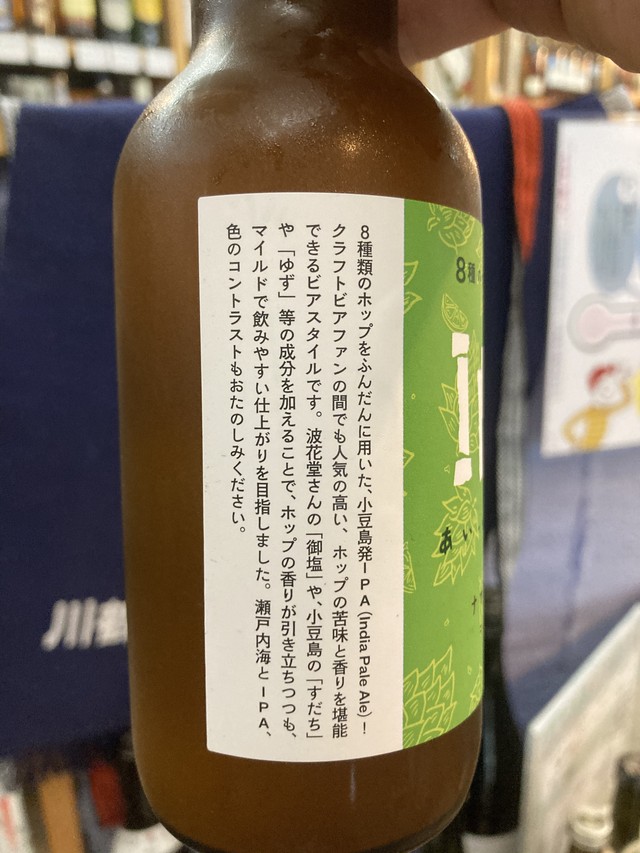 8種類のホップをふんだんに用いた、小豆島発IPA(India Pale Ale)！
クラフトビアファンの間でも人気の高い、ホップの苦味と香りを堪能
できるビアスタイルです。波花堂さんの「御塩」や、小豆島の「すだち」
や「ゆず」等の成分を加えることで、ホップの香りが引き立ちつつも、
マイルドで飲みやすい仕上がりを目指しました。瀬戸内海とIPA、
色のコントラストもおたのしみください。
8種
あい
川